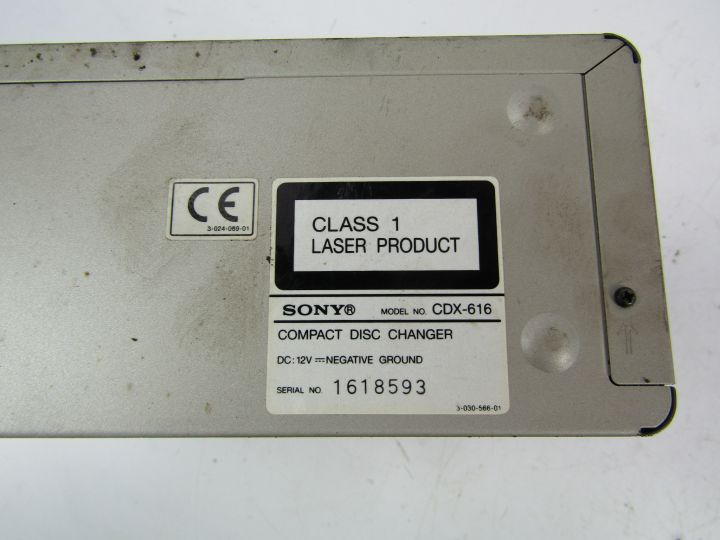 CE
3-024-069-01
CLASS 1
LASER PRODUCT
SONY® MODEL NO. CDX-616
COMPACT DISC CHANGER
DC:12V ⎓NEGATIVE GROUND
SERIAL NO. 1618593
3-030-566-01